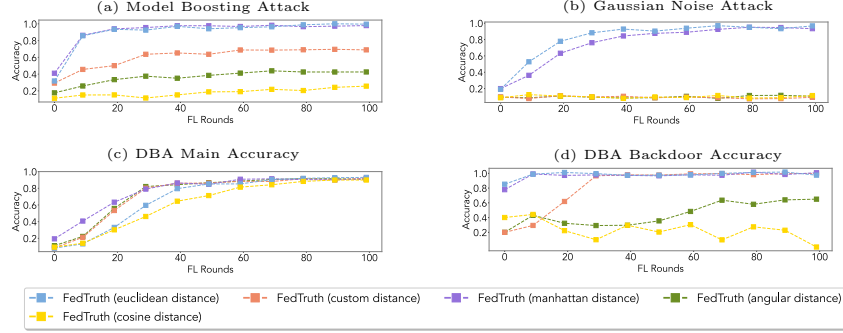 (a) Model Boosting Attack
1.0
0.8
0.6
0.4
0.2
Accuracy
0 20 40 60 80 100
FL Rounds
(b) Gaussian Noise Attack
1.0
0.8
0.6
0.4
0.2
Accuracy
0 20 40 60 80 100
FL Rounds
(c) DBA Main Accuracy
1.0
0.8
0.6
0.4
0.2
Accuracy
0 20 40 60 80 100
FL Rounds
(d) DBA Backdoor Accuracy
1.0
0.8
0.6
0.4
0.2
Accuracy
0 20 40 60 80 100
FL Rounds
FedTruth (euclidean distance) FedTruth (custom distance) FedTruth (manhattan distance) FedTruth (angular distance)
FedTruth (cosine distance)